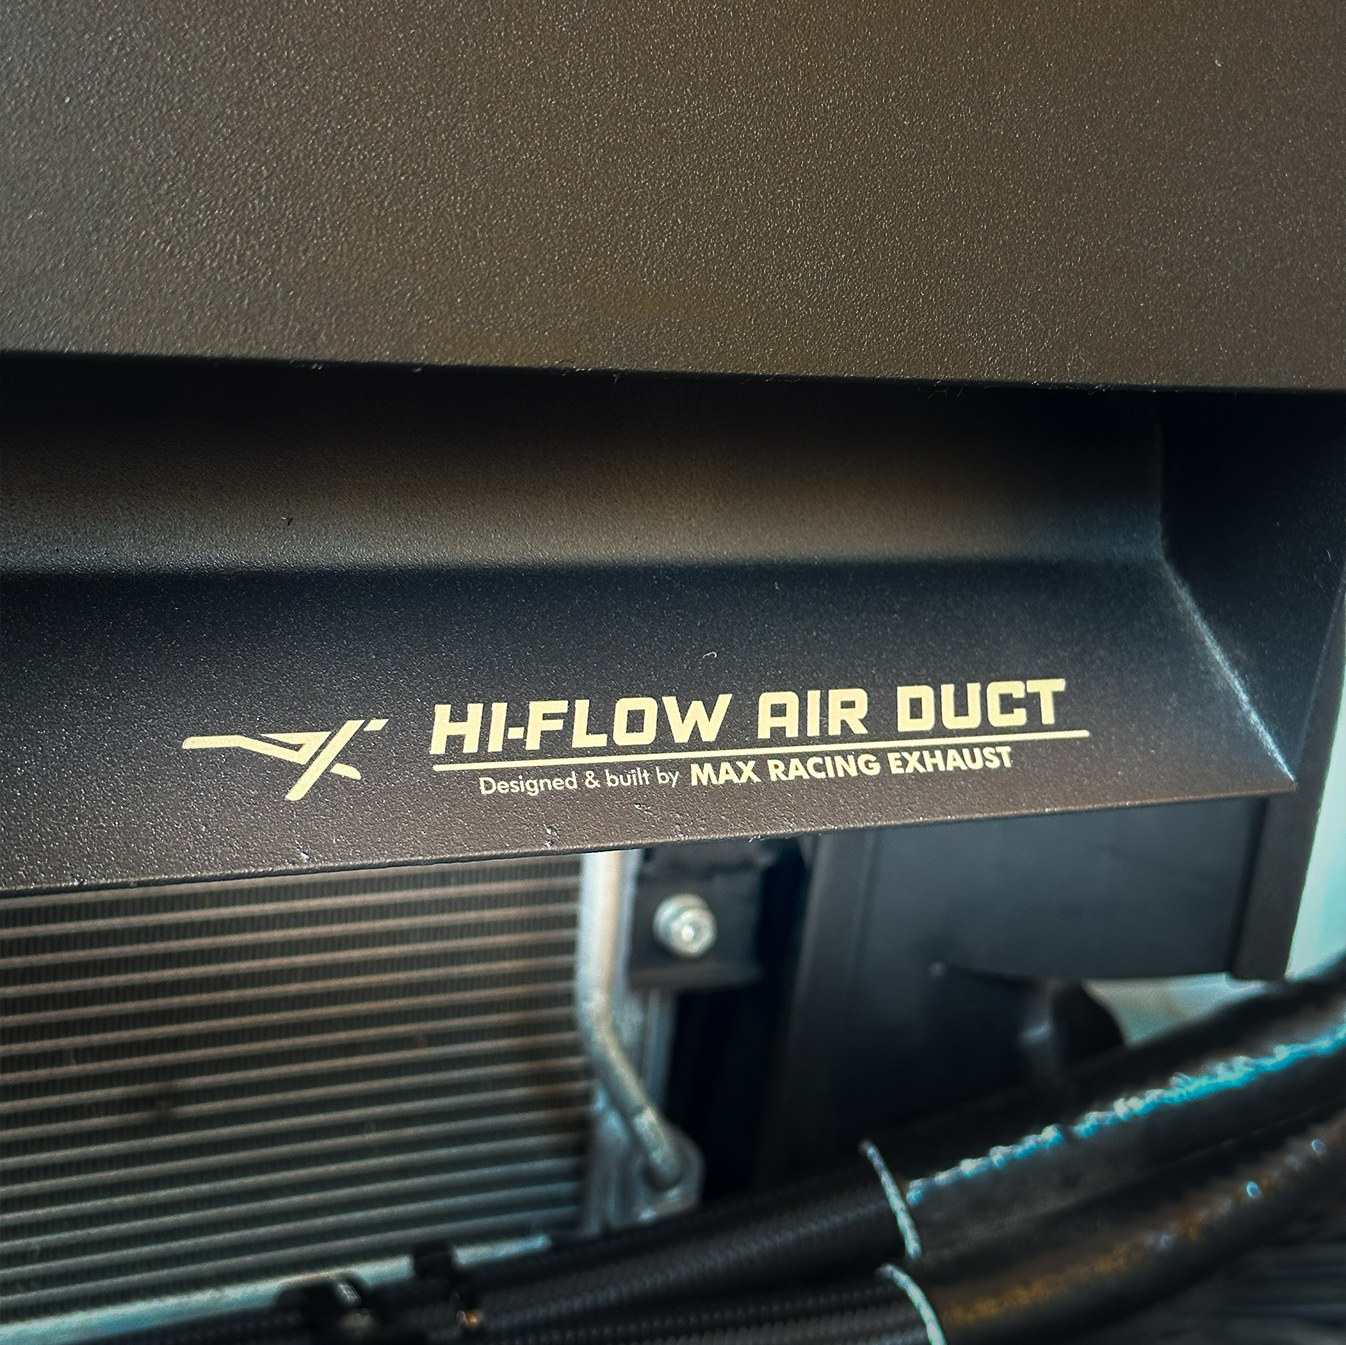 HI-FLOW AIR DUCT
Designed & built by MAX RACING EXHAUST